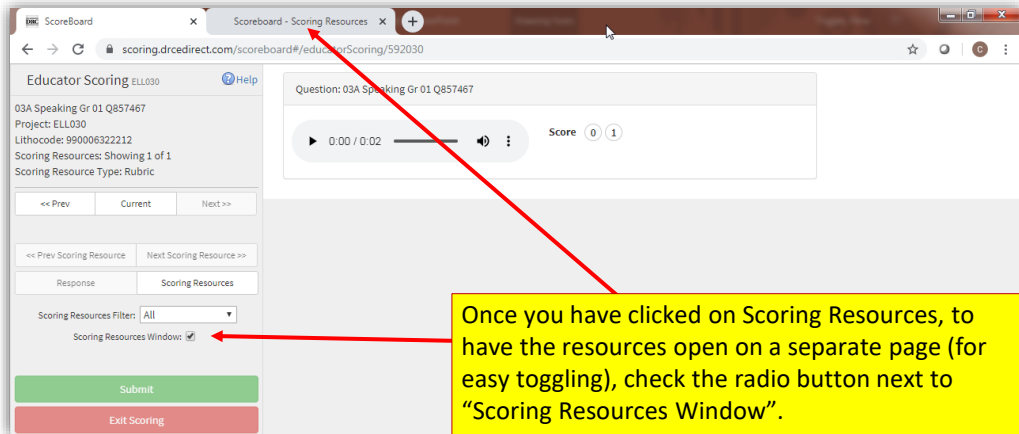 DRC ScoreBoard
Scoreboard - Scoring Resources
scoring.drcedirect.com/scoreboard#/educatorScoring/592030
C
Educator Scoring ELL030
? Help
03A Speaking Gr 01 Q857467
Project: ELL030
Lithocode: 990006322212
Scoring Resources: Showing 1 of 1
Scoring Resource Type: Rubric
<< Prev
Current
Next >>
<< Prev Scoring Resource
Next Scoring Resource >>
Response
Scoring Resources
Scoring Resources Filter: All
Scoring Resources Window:
Submit
Exit Scoring
Question: 03A Speaking Gr 01 Q857467
0:00 / 0:02
Score 0 1
Once you have clicked on Scoring Resources, to
have the resources open on a separate page (for
easy toggling), check the radio button next to
“Scoring Resources Window”.